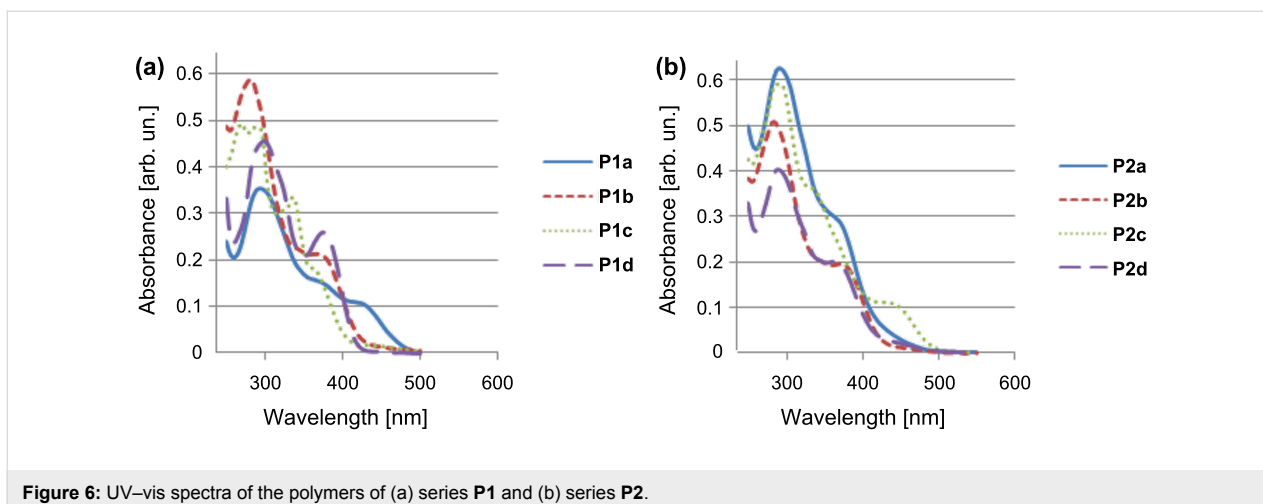 (a)
0.6
0.5
0.4
0.3
0.2
0.1
0
300 400 500 600
Absorbance [arb. un.]
Wavelength [nm]
P1a
P1b
P1c
P1d
(b)
0.6
0.5
0.4
0.3
0.2
0.1
0
300 400 500 600
Absorbance [arb. un.]
Wavelength [nm]
P2a
P2b
P2c
P2d
Figure 6: UV–vis spectra of the polymers of (a) series P1 and (b) series P2.